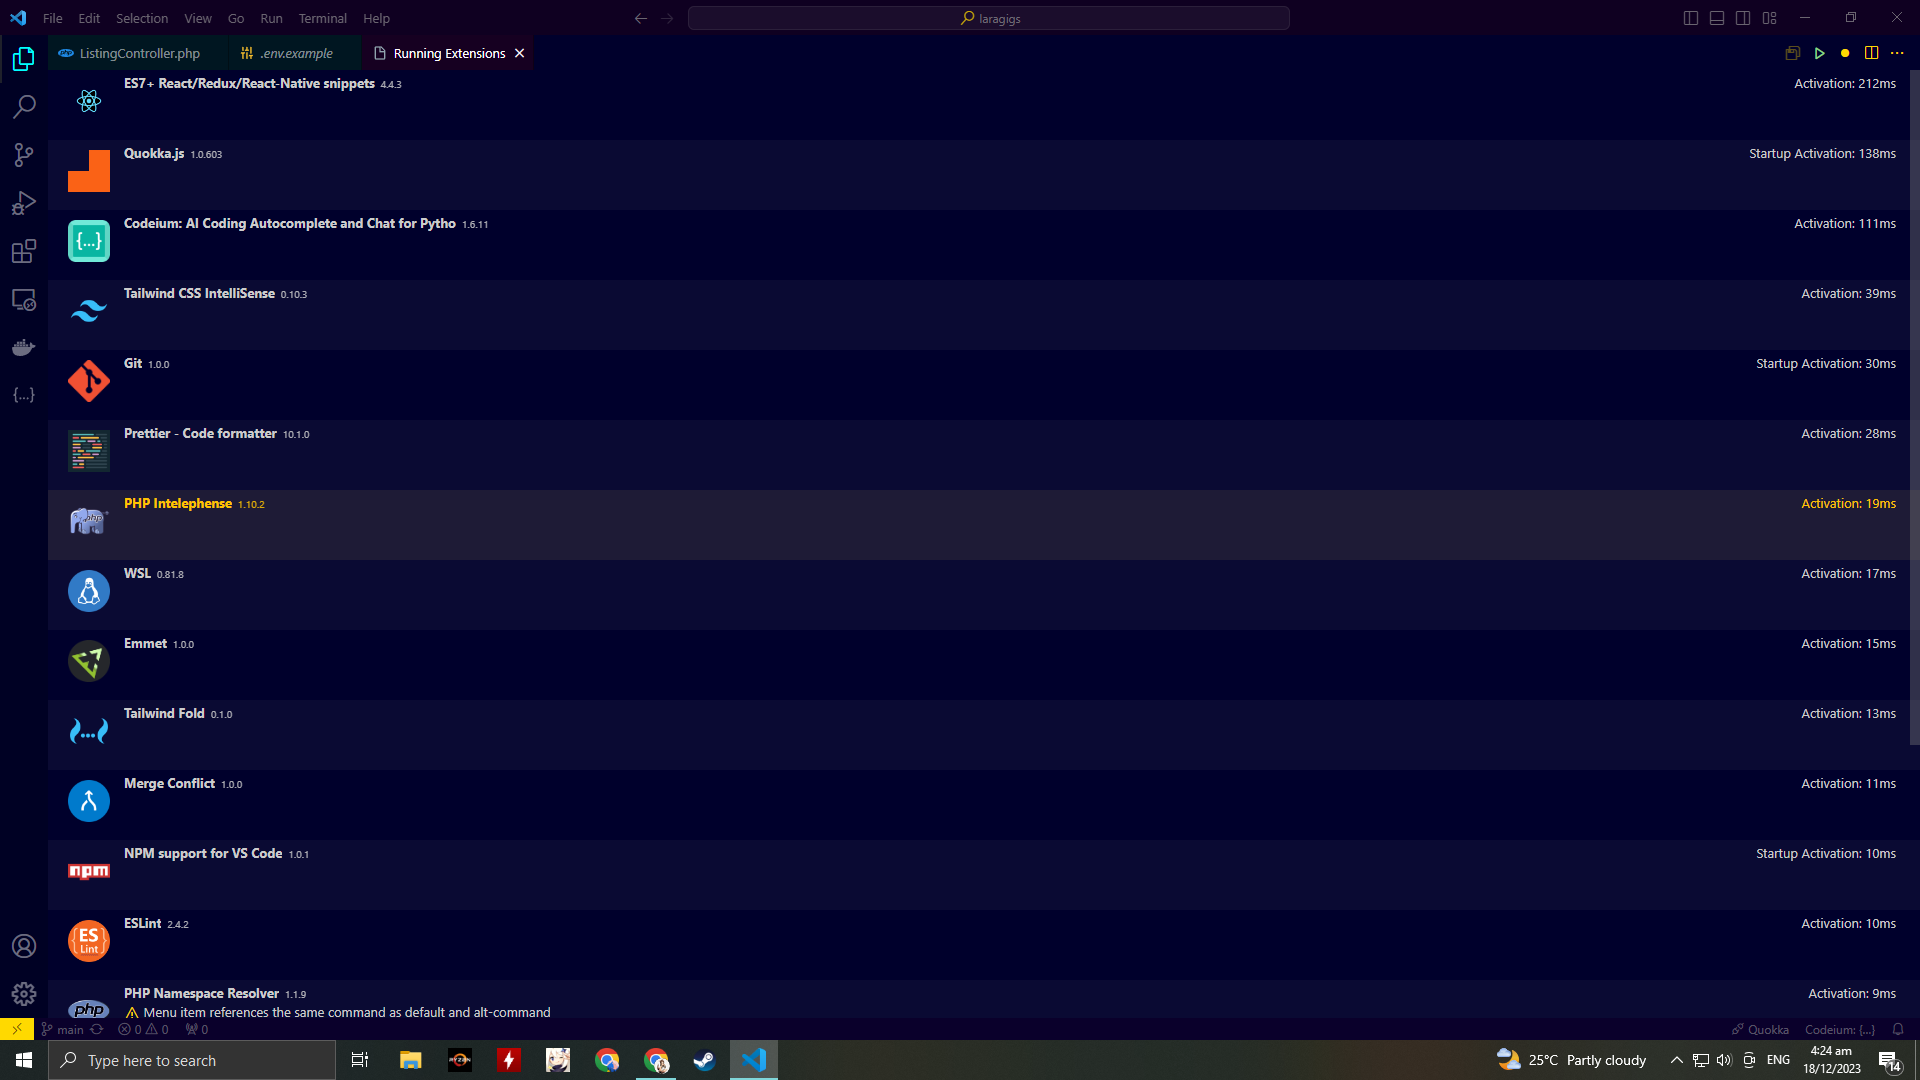 File Edit Selection View Go Run Terminal Help
laragigs
ListingController.php
.env.example
Running Extensions
ES7+ React/Redux/React-Native snippets 4.4.3
Activation: 212ms
Quokka.js 1.0.603
Startup Activation: 138ms
Codeium: AI Coding Autocomplete and Chat for Pytho 1.6.11
Activation: 111ms
{...}
Tailwind CSS IntelliSense 0.10.3
Activation: 39ms
Git 1.0.0
Startup Activation: 30ms
{...}
Prettier - Code formatter 10.1.0
Activation: 28ms
PHP Intelephense 1.10.2
Activation: 19ms
php
WSL 0.81.8
Activation: 17ms
Emmet 1.0.0
Activation: 15ms
Tailwind Fold 0.1.0
Activation: 13ms
Merge Conflict 1.0.0
Activation: 11ms
NPM support for VS Code 1.0.1
Startup Activation: 10ms
npm
ESLint 2.4.2
Activation: 10ms
ES
Lint
PHP Namespace Resolver 1.1.9
Activation: 9ms
php
Menu item references the same command as default and alt-command
main 0 0 0
Quokka Codeium: {...}
Type here to search
RYZEN
25°C Partly cloudy
ENG
4:24 am
18/12/2023
14